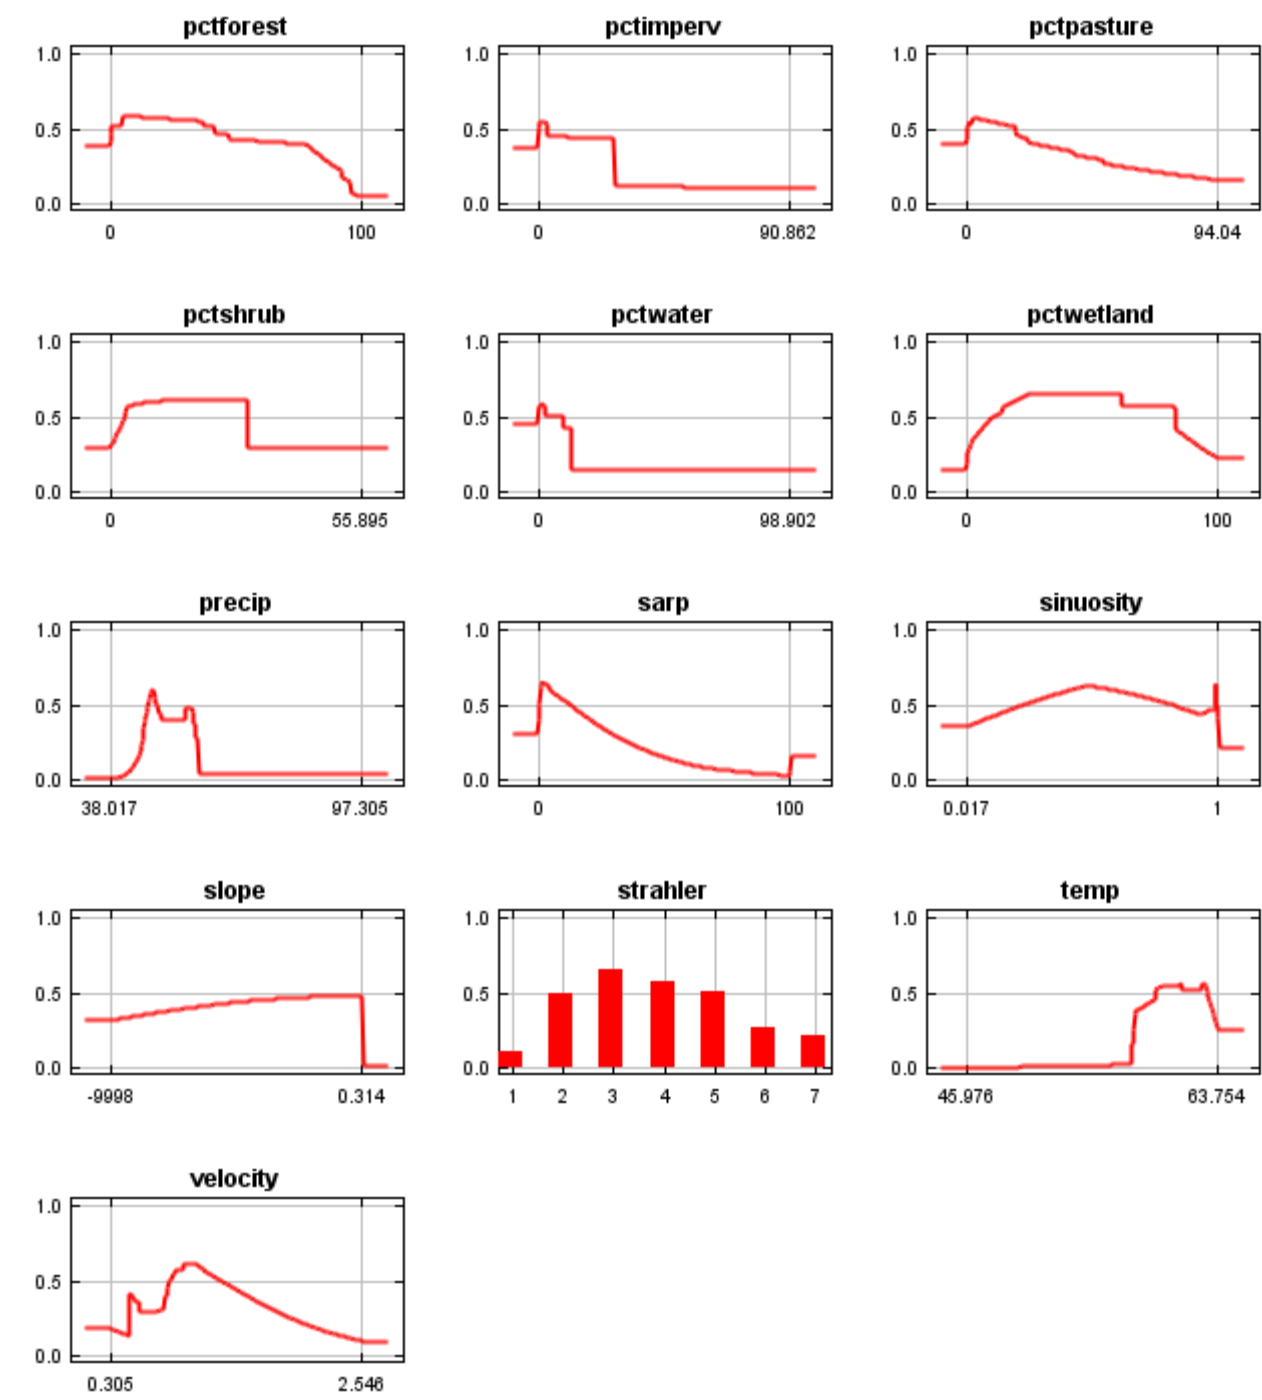 pctforest pctimperv pctpasture
1.0 1.0 1.0
0.5 0.5 0.5
0.0 0.0 0.0
0 100 0 90.862 0 94.04
pctshrub pctwater pctwetland
1.0 1.0 1.0
0.5 0.5 0.5
0.0 0.0 0.0
0 55.895 0 98.902 0 100
precip sarp sinuosity
1.0 1.0 1.0
0.5 0.5 0.5
0.0 0.0 0.0
38.017 97.305 0 100 0.017 1
slope strahler temp
1.0 1.0 1.0
0.5 0.5 0.5
0.0 0.0 0.0
-9998 0.314 1 2 3 4 5 6 7 45.976 63.754
velocity
1.0
0.5
0.0
0.305 2.546